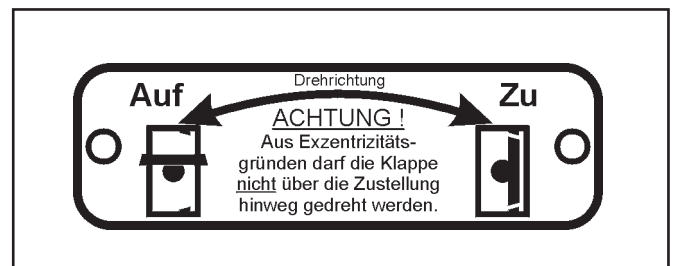 Drehrichtung
Auf Zu
ACHTUNG !
Aus Exzentrizitäts-
gründen darf die Klappe
nicht über die Zustellung
hinweg gedreht werden.